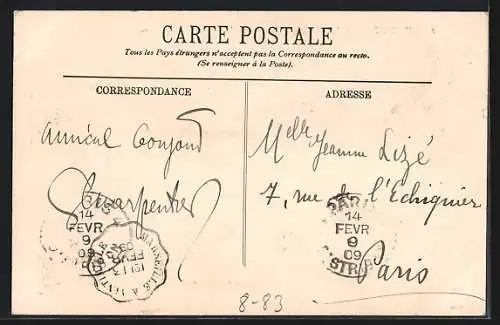 CARTE POSTALE
Tous les Pays étrangers n'acceptent pas la Correspondance au recto.
(Se renseigner à la Poste).
CORRESPONDANCE
ADRESSE
amical bonjour
Charpentier
Melle Jeanne Lizé
7, rue de l'Echiquier
Paris
14
FEVR
9
09
PARIS
14
FEVR
09
8-83